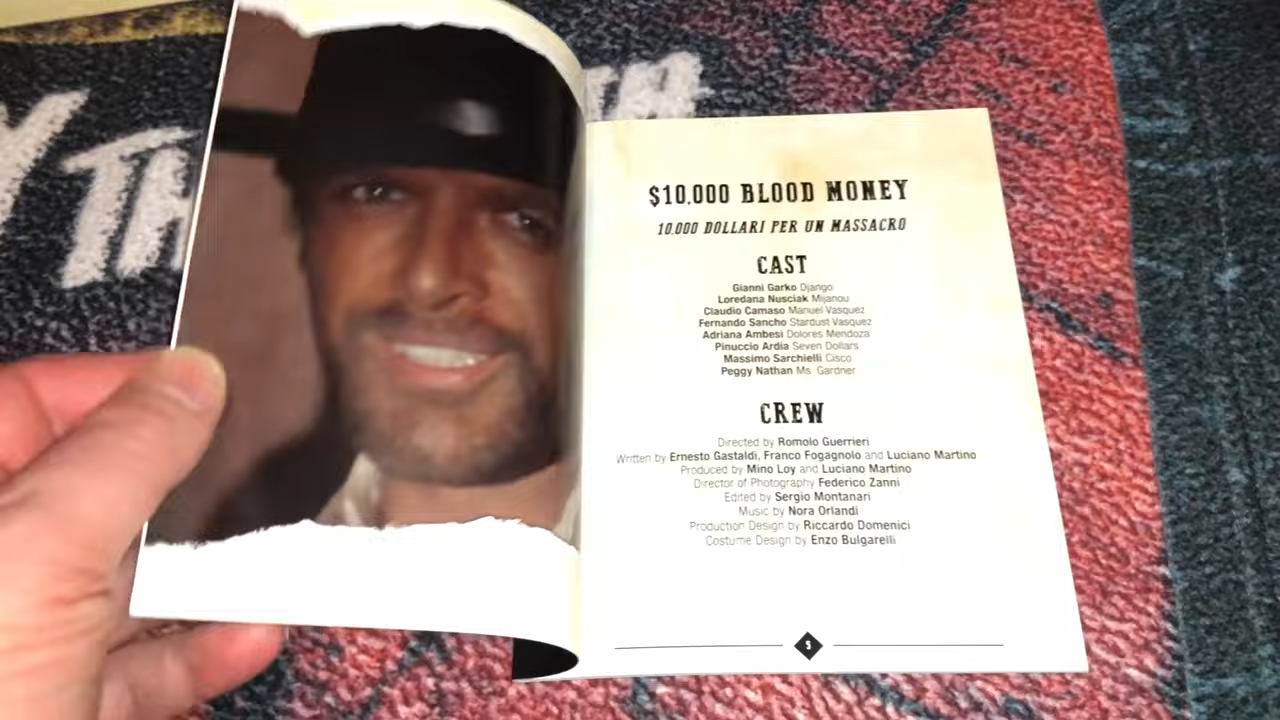 Y TH
TH
$10,000 BLOOD MONEY
10.000 DOLLARI PER UN MASSACRO
CAST
Gianni Garko Django
Loredana Nusciak Mijanou
Claudio Camaso Manuel Vasquez
Fernando Sancho Stardust Vasquez
Adriana Ambesi Dolores Mendoza
Pinuccio Ardia Seven Dollars
Massimo Sarchielli Cisco
Peggy Nathan Ms. Gardner
CREW
Directed by Romolo Guerrieri
Written by Ernesto Gastaldi, Franco Fogagnolo and Luciano Martino
Produced by Mino Loy and Luciano Martino
Director of Photography Federico Zanni
Edited by Sergio Montanari
Music by Nora Orlandi
Production Design by Riccardo Domenici
Costume Design by Enzo Bulgarelli